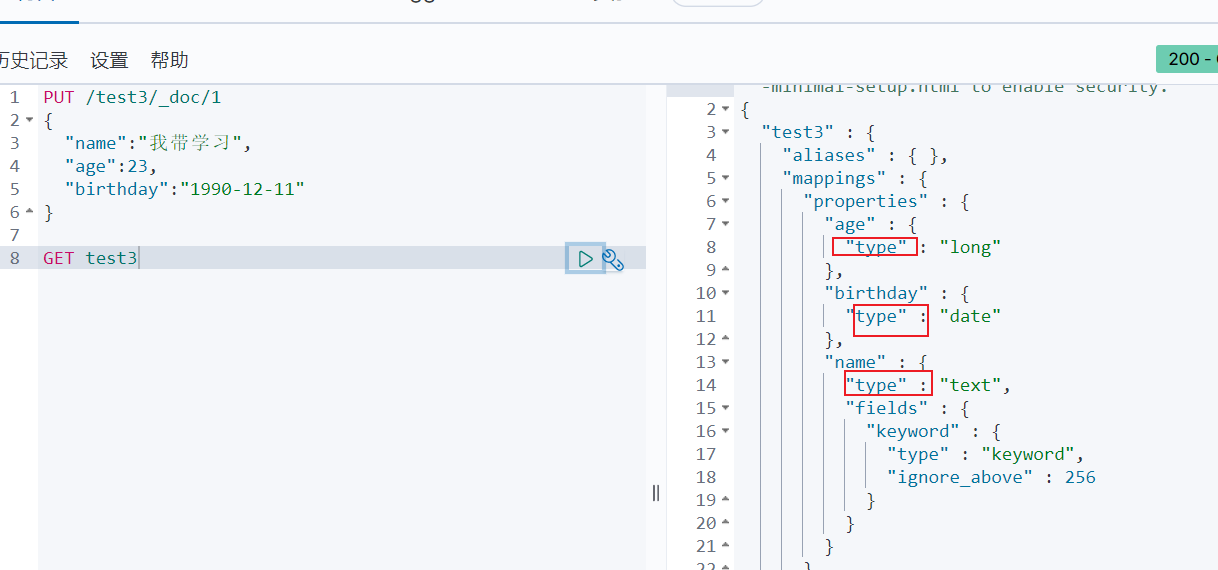 历史记录 设置 帮助
200 -
1 PUT /test3/_doc/1
2 {
3 "name":"我带学习",
4 "age":23,
5 "birthday":"1990-12-11"
6 }
7
8 GET test3
-minimal-setup.html to enable security.
2 {
3 "test3" : {
4 "aliases" : { },
5 "mappings" : {
6 "properties" : {
7 "age" : {
8 "type" : "long"
9 },
10 "birthday" : {
11 "type" : "date"
12 },
13 "name" : {
14 "type" : "text",
15 "fields" : {
16 "keyword" : {
17 "type" : "keyword",
18 "ignore_above" : 256
19 }
20 }
21 }
22 }